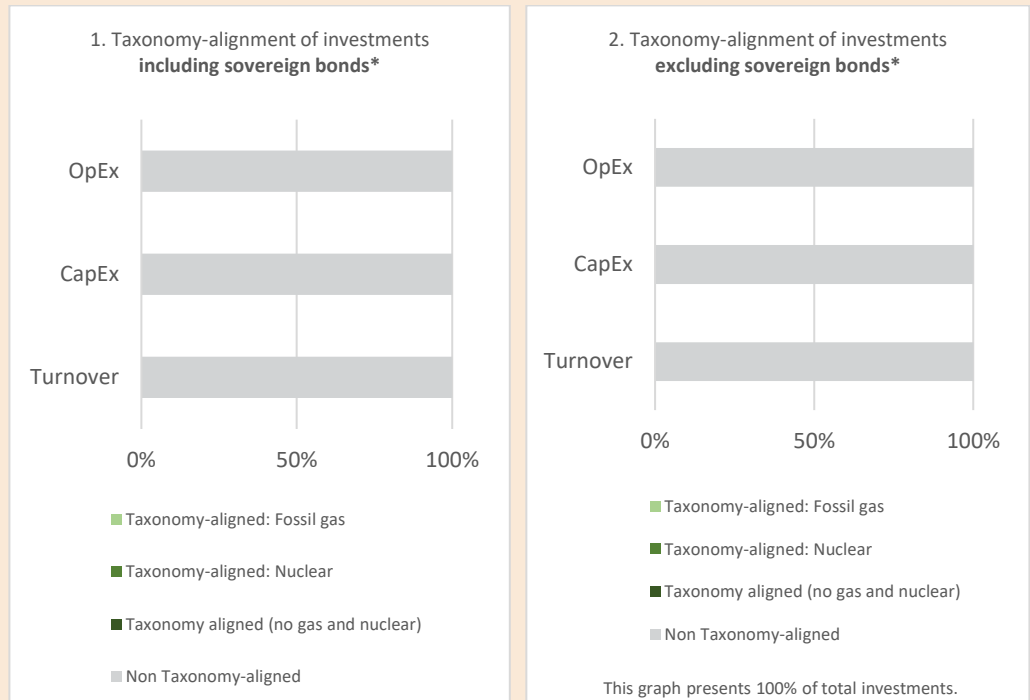 1. Taxonomy-alignment of investments
including sovereign bonds*
OpEx
CapEx
Turnover
0%
50%
100%
Taxonomy-aligned: Fossil gas
Taxonomy-aligned: Nuclear
Taxonomy aligned (no gas and nuclear)
Non Taxonomy-aligned
2. Taxonomy-alignment of investments
excluding sovereign bonds*
OpEx
CapEx
Turnover
0%
50%
100%
Taxonomy-aligned: Fossil gas
Taxonomy-aligned: Nuclear
Taxonomy aligned (no gas and nuclear)
Non Taxonomy-aligned
This graph presents 100% of total investments.